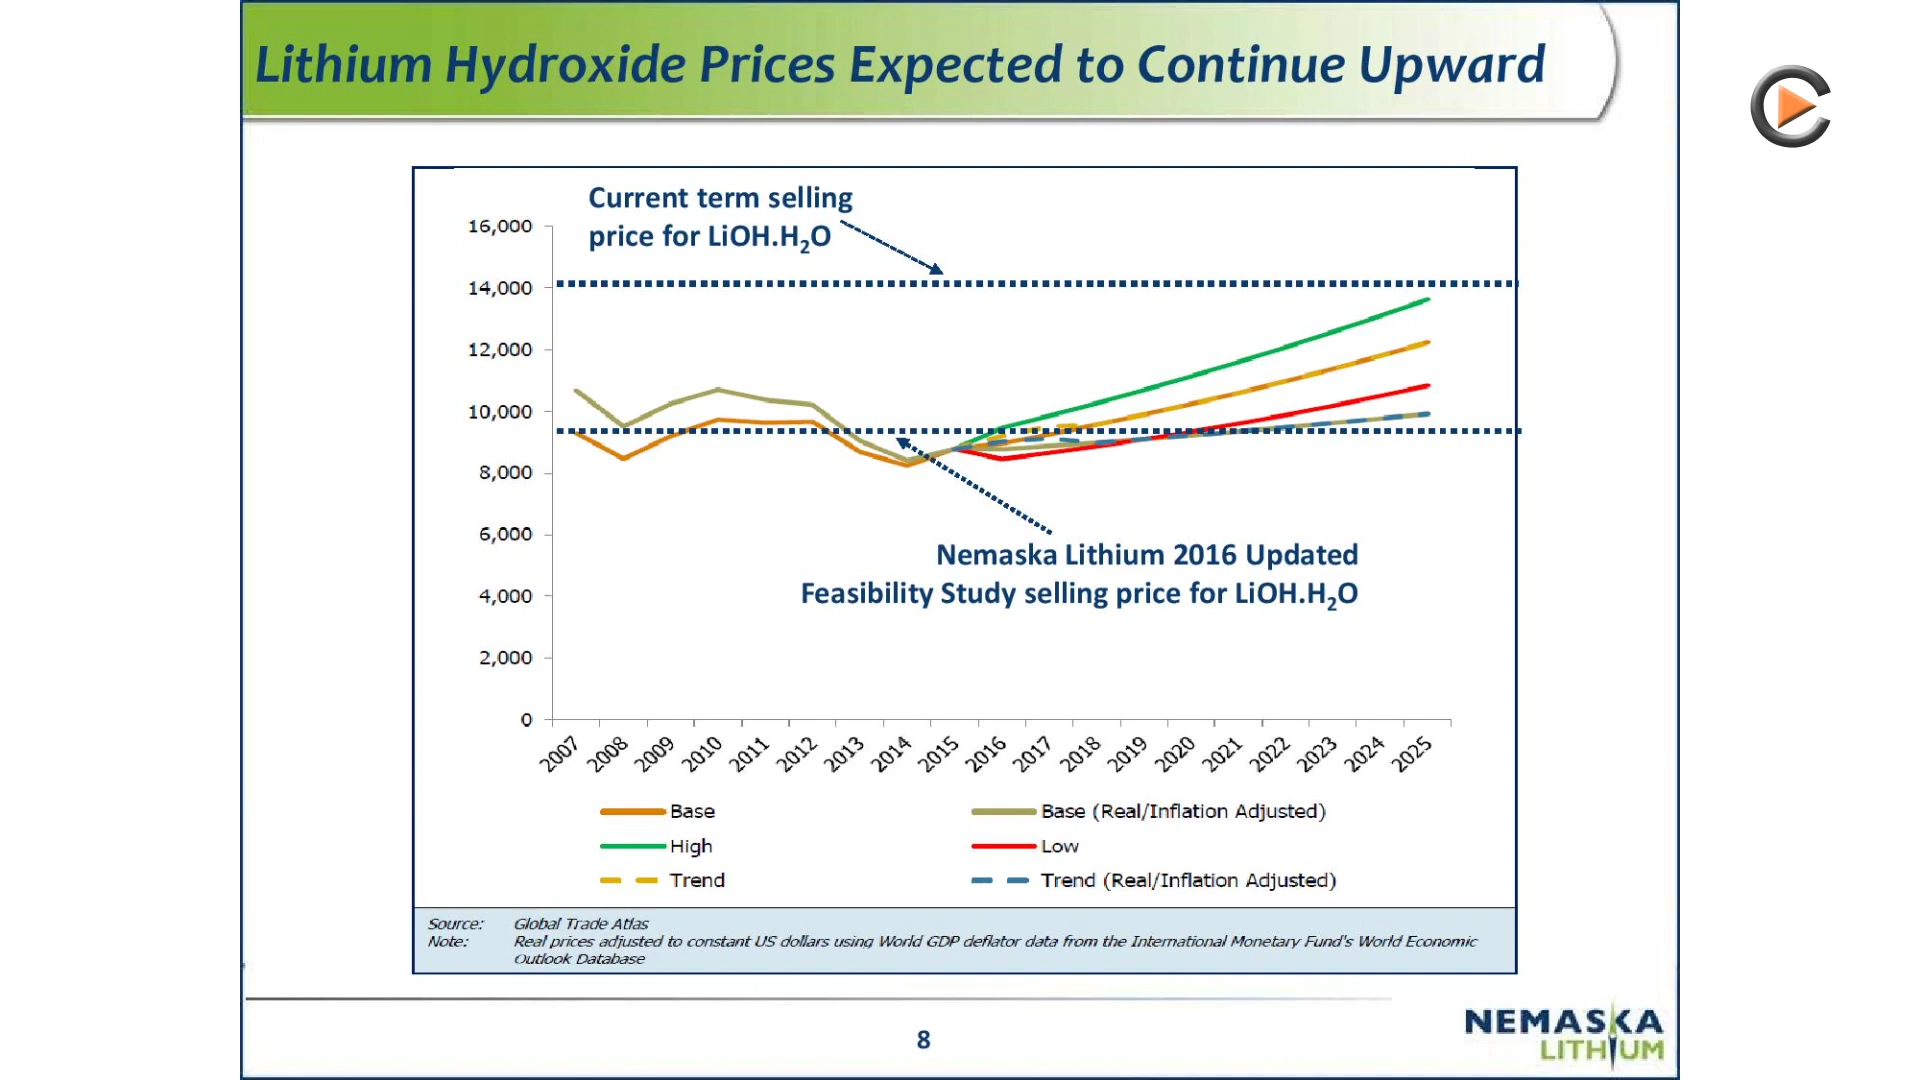 Lithium Hydroxide Prices Expected to Continue Upward
Current term selling
price for LiOH.H₂O
16,000
14,000
12,000
10,000
8,000
6,000
4,000
2,000
0
Nemaska Lithium 2016 Updated
Feasibility Study selling price for LiOH.H₂O
2007 2008 2009 2010 2011 2012 2013 2014 2015 2016 2017 2018 2019 2020 2021 2022 2023 2024 2025
Base Base (Real/Inflation Adjusted)
High Low
Trend Trend (Real/Inflation Adjusted)
Source: Global Trade Atlas
Note: Real prices adjusted to constant US dollars using World GDP deflator data from the International Monetary Fund's World Economic
Outlook Database
8
NEMASKA
LITHIUM